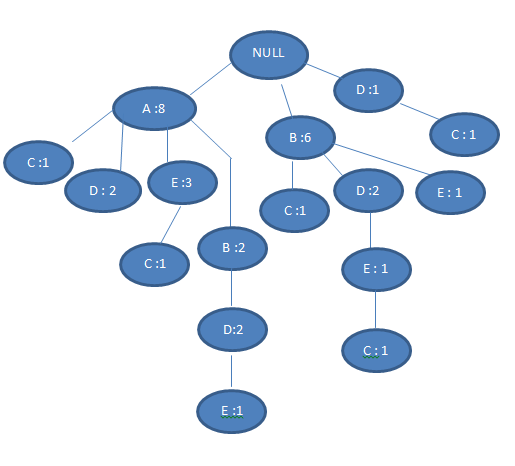 NULL
D :1
A :8
B :6
C : 1
C :1
D : 2
E :3
D :2
E : 1
C :1
C :1
B :2
E : 1
D:2
C : 1
E :1